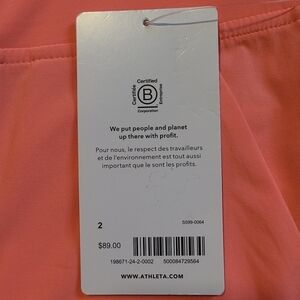 Certified
Certifiée
B
Entreprise
Corporation
We put people and planet
up there with profit.
Pour nous, le respect des travailleurs
et de l'environnement est tout aussi
important que le sont les profits.
2
S599-0064
$89.00
198671-24-2-0002 500084729564
WWW.ATHLETA.COM